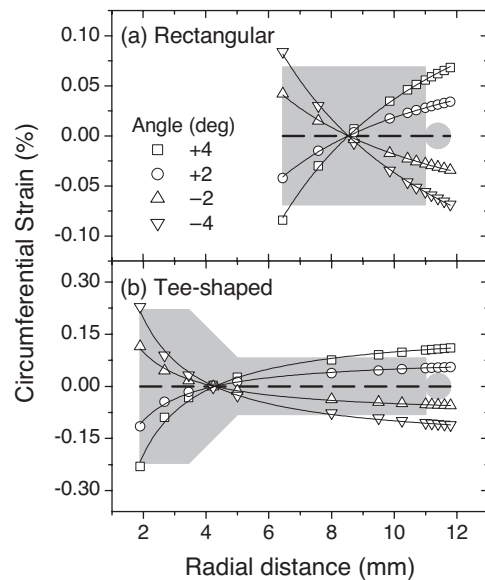 0.10
(a) Rectangular
0.05
0.00
Angle (deg)
+4
+2
−2
−4
-0.05
-0.10
Circumferential Strain (%)
0.30
(b) Tee-shaped
0.15
0.00
-0.15
-0.30
2 4 6 8 10 12
Radial distance (mm)